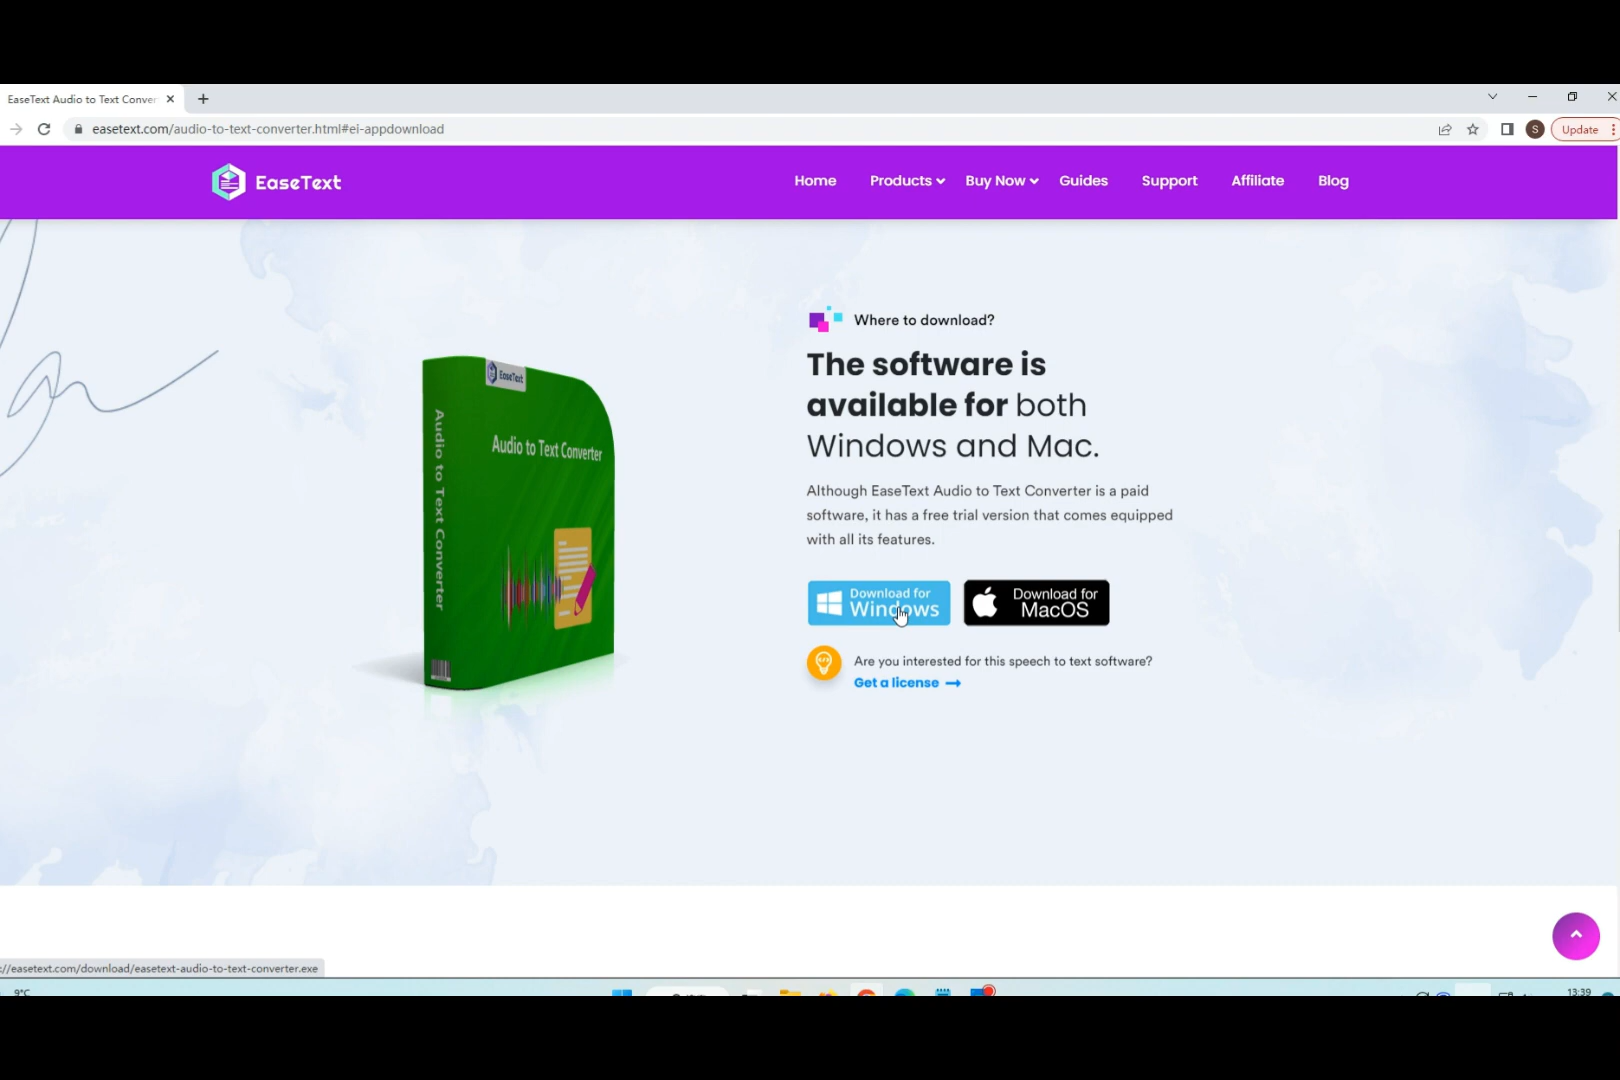 EaseText Audio to Text Conver
easetext.com/audio-to-text-converter.html#ei-appdownload
S
Update
EaseText
Home
Products
Buy Now
Guides
Support
Affiliate
Blog
EaseText
Audio to Text Converter
Audio to Text Converter
Where to download?
The software is
available for both
Windows and Mac.
Although EaseText Audio to Text Converter is a paid
software, it has a free trial version that comes equipped
with all its features.
Download for
Windows
Download for
MacOS
Are you interested for this speech to text software?
Get a license
://easetext.com/download/easetext-audio-to-text-converter.exe
9°C
13:39